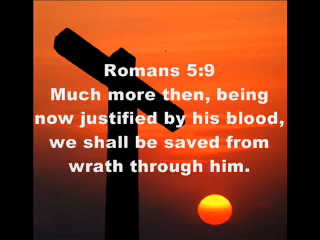 Romans 5:9
Much more then, being
now justified by his blood,
we shall be saved from
wrath through him.